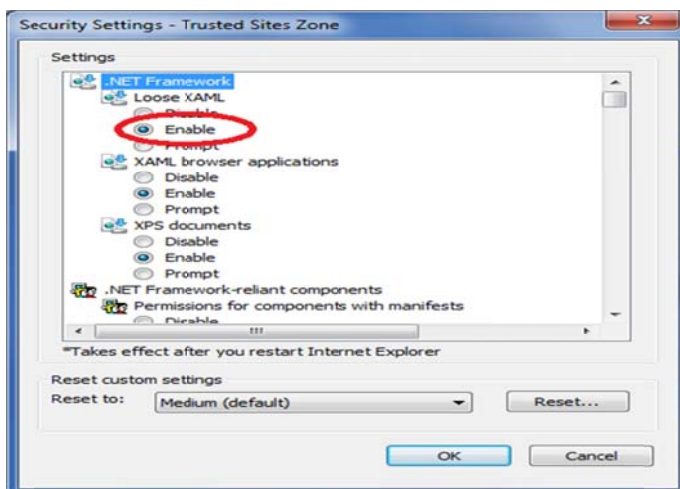 Security Settings - Trusted Sites Zone
Settings
.NET Framework
Loose XAML
Disable
Enable
Prompt
XAML browser applications
Disable
Enable
Prompt
XPS documents
Disable
Enable
Prompt
.NET Framework-reliant components
Permissions for components with manifests
Disable
*Takes effect after you restart Internet Explorer
Reset custom settings
Reset to:
Medium (default)
Reset...
OK
Cancel